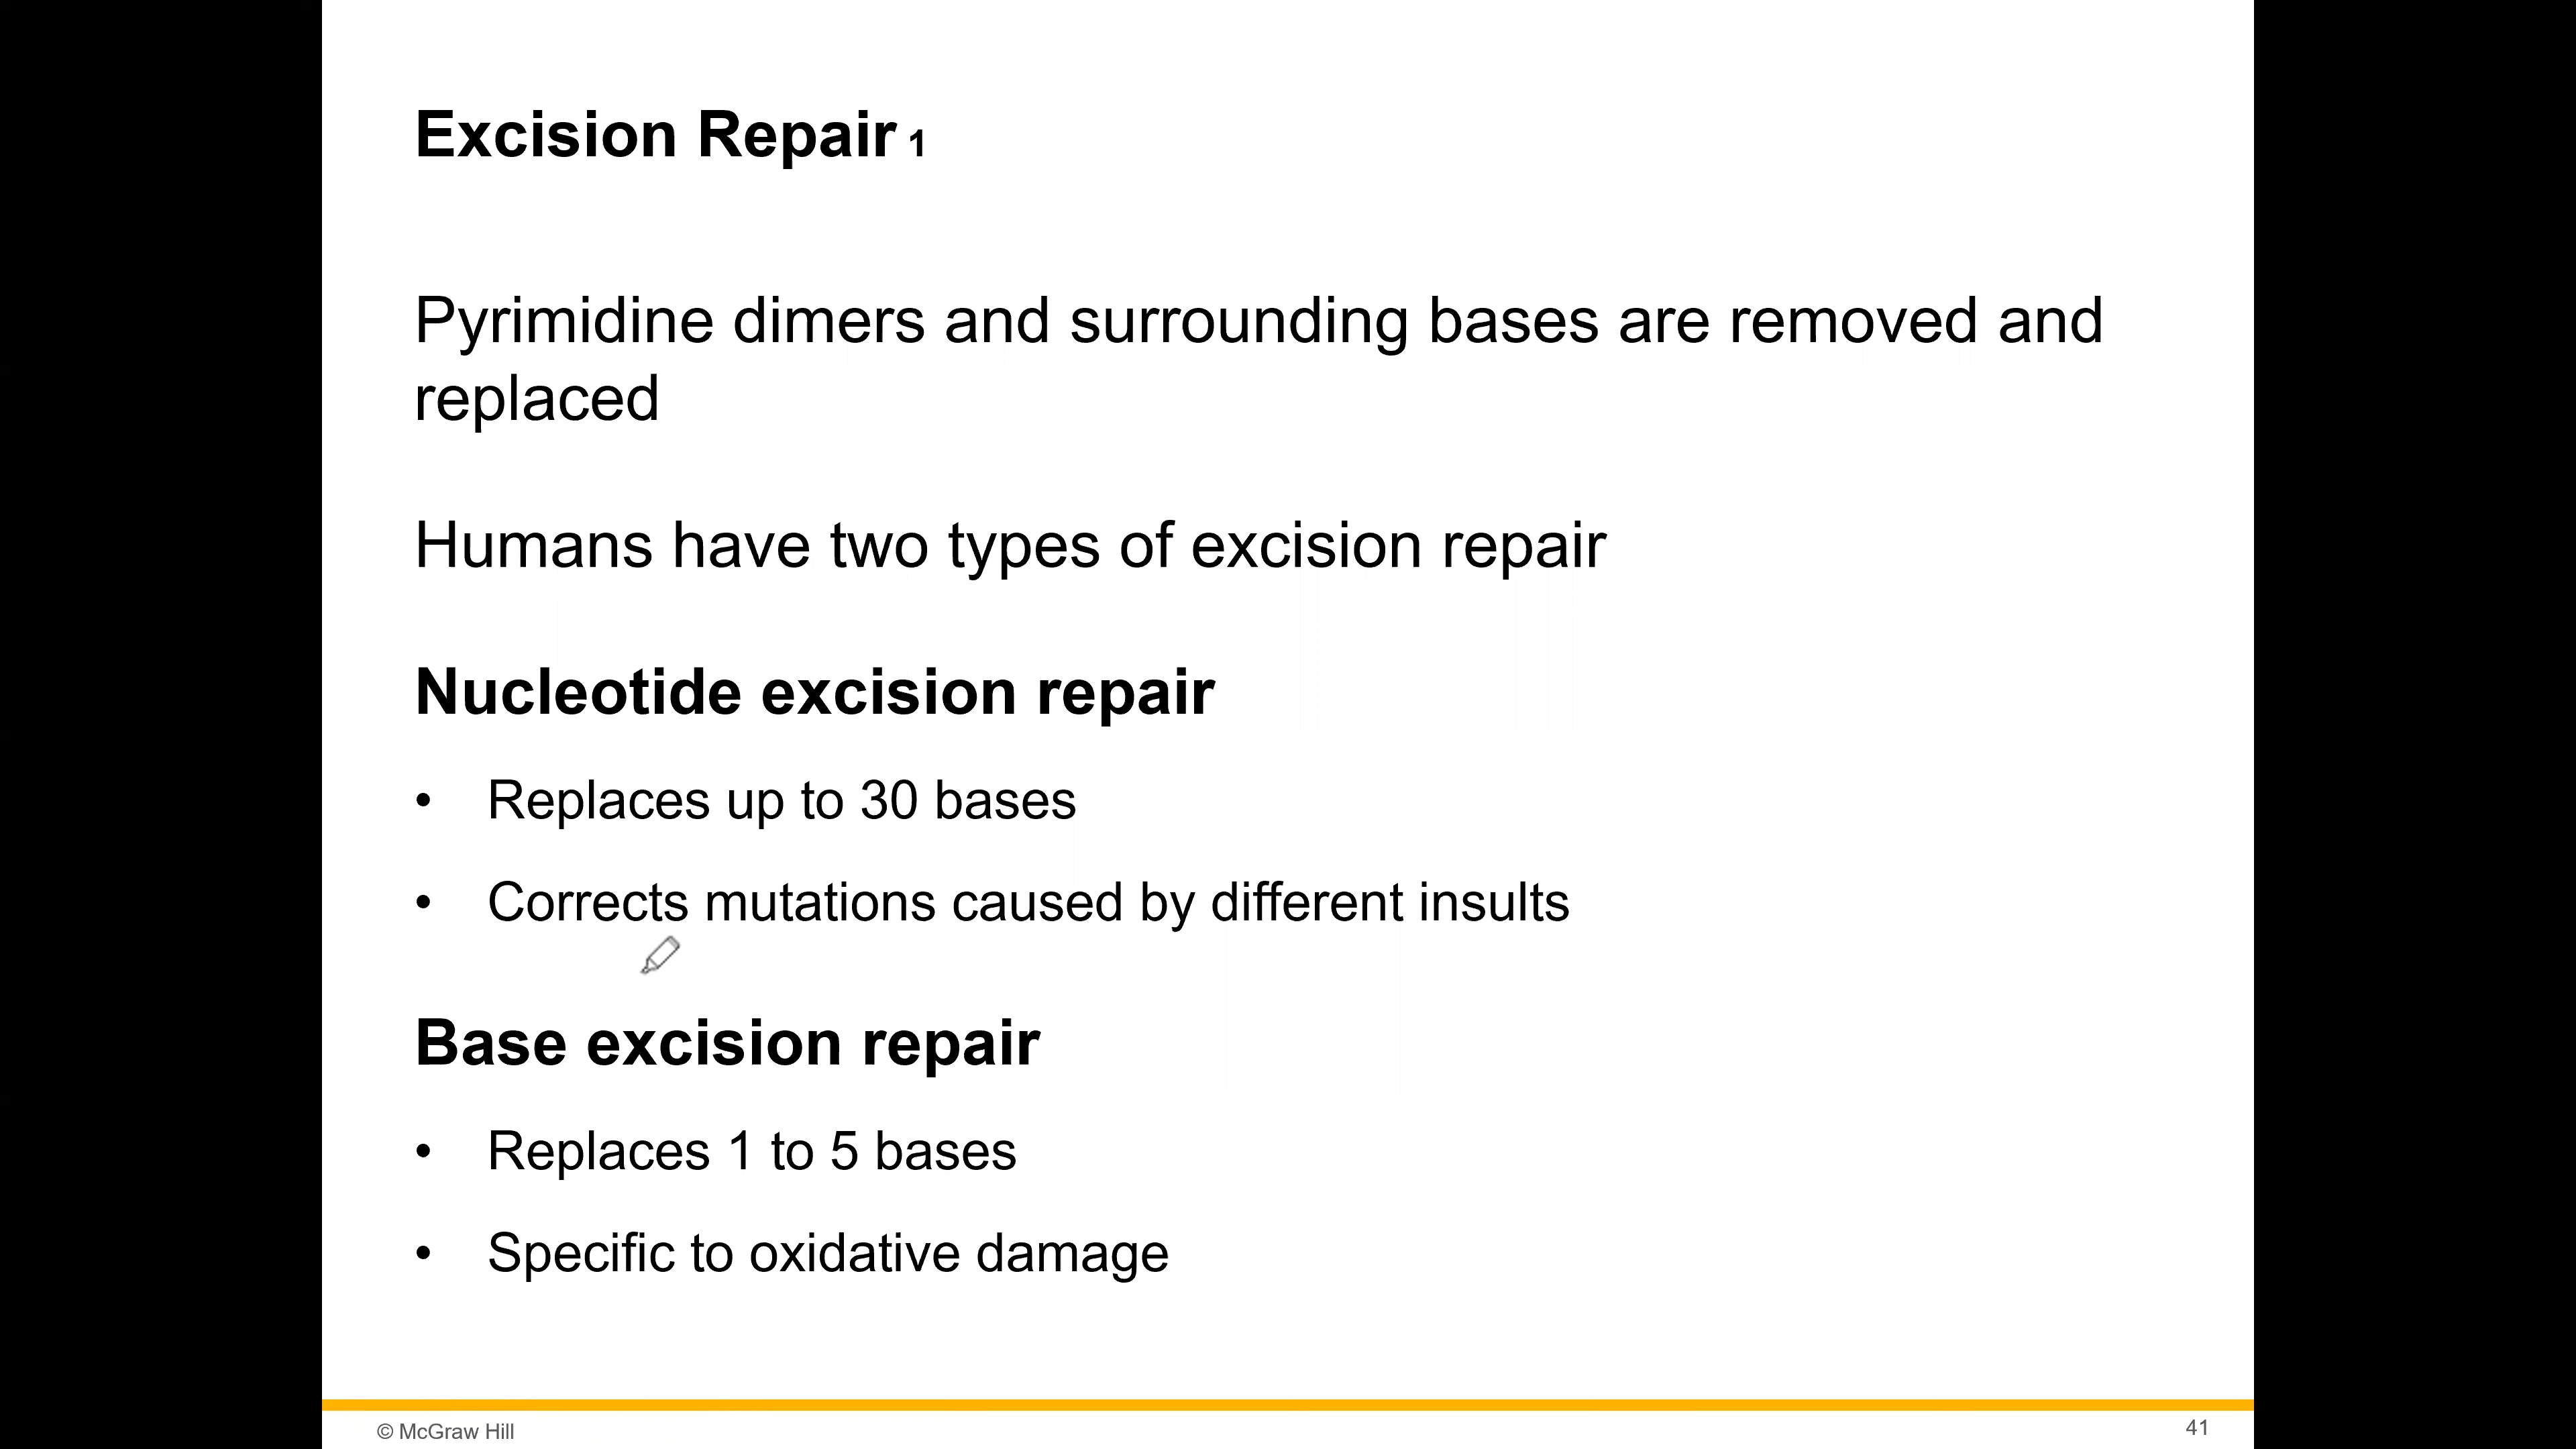 Excision Repair 1
Pyrimidine dimers and surrounding bases are removed and
replaced
Humans have two types of excision repair
Nucleotide excision repair
• Replaces up to 30 bases
• Corrects mutations caused by different insults
Base excision repair
• Replaces 1 to 5 bases
• Specific to oxidative damage
© McGraw Hill
41